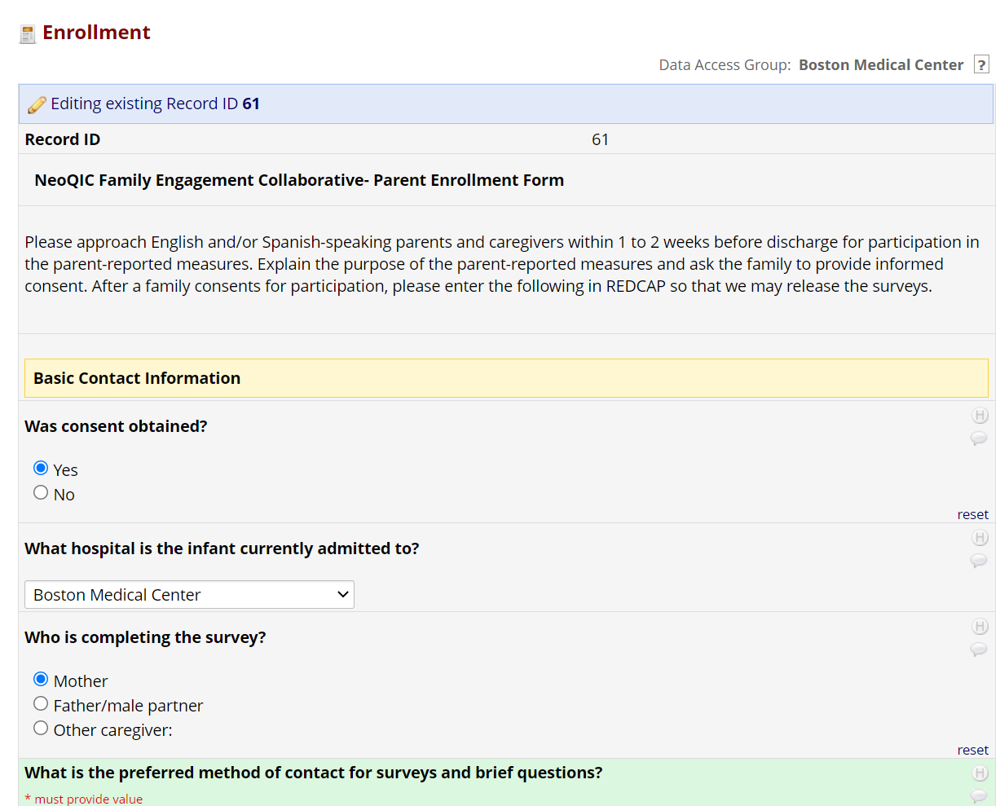 Enrollment
Data Access Group: Boston Medical Center ?
Editing existing Record ID 61
Record ID 61
NeoQIC Family Engagement Collaborative- Parent Enrollment Form
Please approach English and/or Spanish-speaking parents and caregivers within 1 to 2 weeks before discharge for participation in
the parent-reported measures. Explain the purpose of the parent-reported measures and ask the family to provide informed
consent. After a family consents for participation, please enter the following in REDCAP so that we may release the surveys.
Basic Contact Information
Was consent obtained?
H
Yes
No
reset
What hospital is the infant currently admitted to?
H
Boston Medical Center
Who is completing the survey?
H
Mother
Father/male partner
Other caregiver:
reset
What is the preferred method of contact for surveys and brief questions?
H
* must provide value